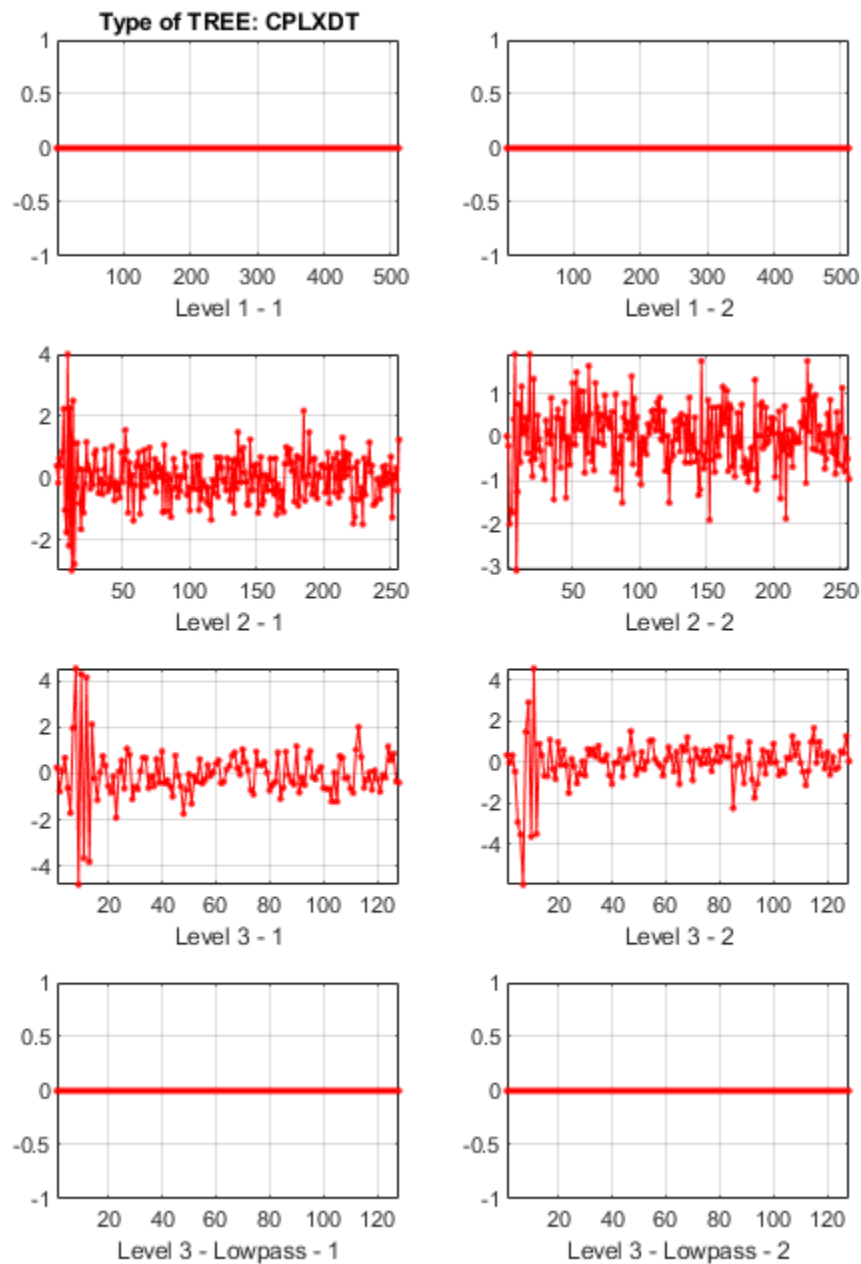 Type of TREE: CPLXDT
1
0.5
0
-0.5
-1
100 200 300 400 500
Level 1 - 1
1
0.5
0
-0.5
-1
100 200 300 400 500
Level 1 - 2
4
2
0
-2
50 100 150 200 250
Level 2 - 1
1
0
-1
-2
-3
50 100 150 200 250
Level 2 - 2
4
2
0
-2
-4
20 40 60 80 100 120
Level 3 - 1
4
2
0
-2
-4
20 40 60 80 100 120
Level 3 - 2
1
0.5
0
-0.5
-1
20 40 60 80 100 120
Level 3 - Lowpass - 1
1
0.5
0
-0.5
-1
20 40 60 80 100 120
Level 3 - Lowpass - 2